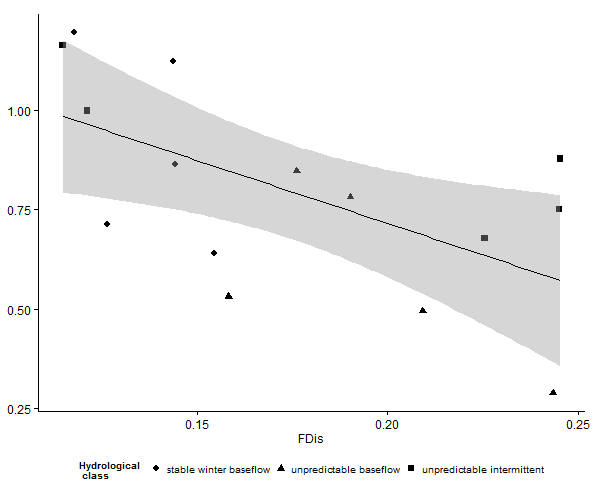 1.00
0.75
0.50
0.25
0.15 0.20 0.25
FDis
Hydrological
class
stable winter baseflow unpredictable baseflow unpredictable intermittent